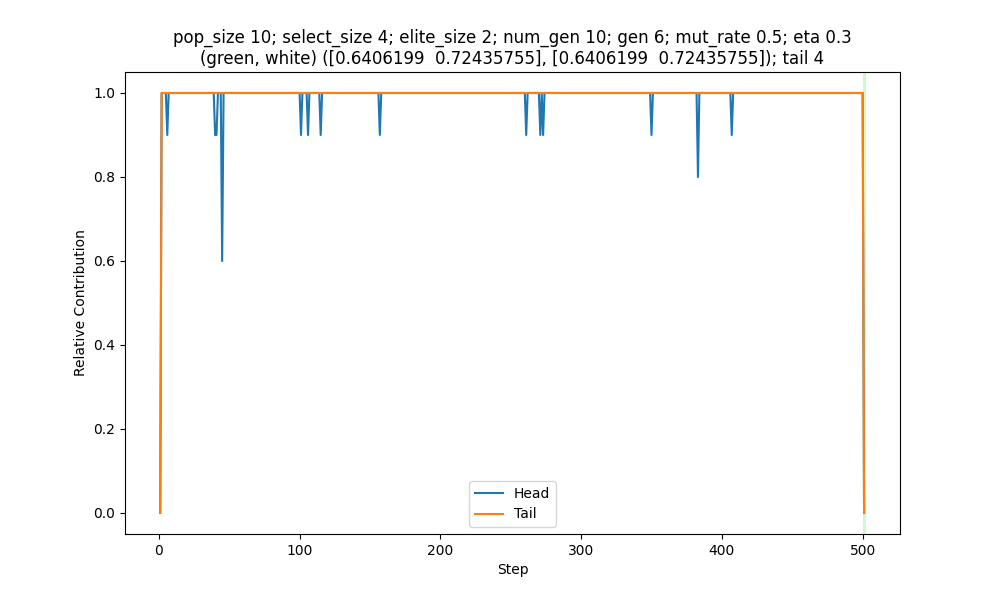 pop_size 10; select_size 4; elite_size 2; num_gen 10; gen 6; mut_rate 0.5; eta 0.3
(green, white) ([0.6406199  0.72435755], [0.6406199  0.72435755]); tail 4
1.0
0.8
0.6
0.4
0.2
0.0
Relative Contribution
Head
Tail
0
100
200
300
400
500
Step